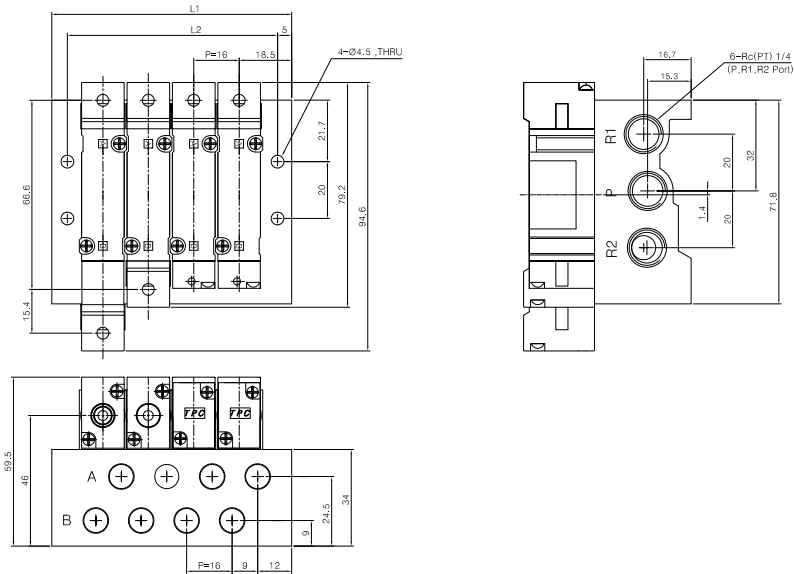 L1
L2
5
P=16
18.5
4-Ø4.5 ,THRU
21.7
20
66.6
15.4
79.2
94.6
16.7
15.3
6-Rc(PT) 1/4
(P,R1,R2 Port)
R1
P
R2
20
32
1.4
20
71.8
TPC
TPC
59.5
46
A
B
34
24.5
9
P=16
9
12